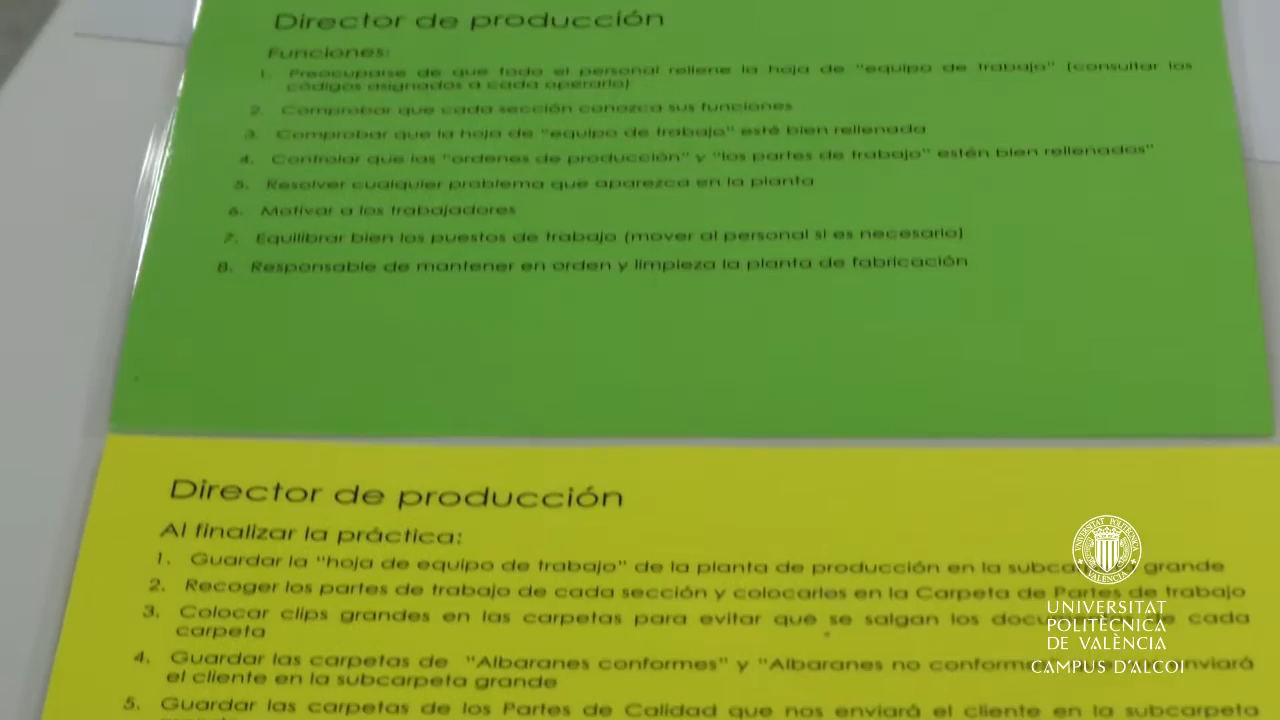 Director de producción
Funciones:
1. Preocuparse de que todo el personal rellene la hoja de "equipo de trabajo" (consultar los
códigos asignados a cada operario)
2. Comprobar que cada sección conozca sus funciones
3. Comprobar que la hoja de "equipo de trabajo" esté bien rellenada
4. Controlar que las "ordenes de producción" y "los partes de trabajo" estén bien rellenados"
5. Resolver cualquier problema que aparezca en la planta
6. Motivar a los trabajadores
7. Equilibrar bien los puestos de trabajo (mover al personal si es necesario)
8. Responsable de mantener en orden y limpieza la planta de fabricación
Director de producción
Al finalizar la práctica:
1. Guardar la "hoja de equipo de trabajo" de la planta de producción en la grande
2. Recoger los partes de trabajo de cada sección y colocarlos en la Carpeta de Partes de trabajo
3. Colocar clips grandes en las carpetas para evitar que se salgan los cada
carpeta
4. Guardar las carpetas de "Albaranes conformes" y "Albaranes no enviará
el cliente en la subcarpeta grande
5. Guardar las carpetas de los Partes de Calidad que nos enviará el cliente en la subcarpeta
UNIVERSITAT
POLITÈCNICA
DE VALÈNCIA
CAMPUS D'ALCOI